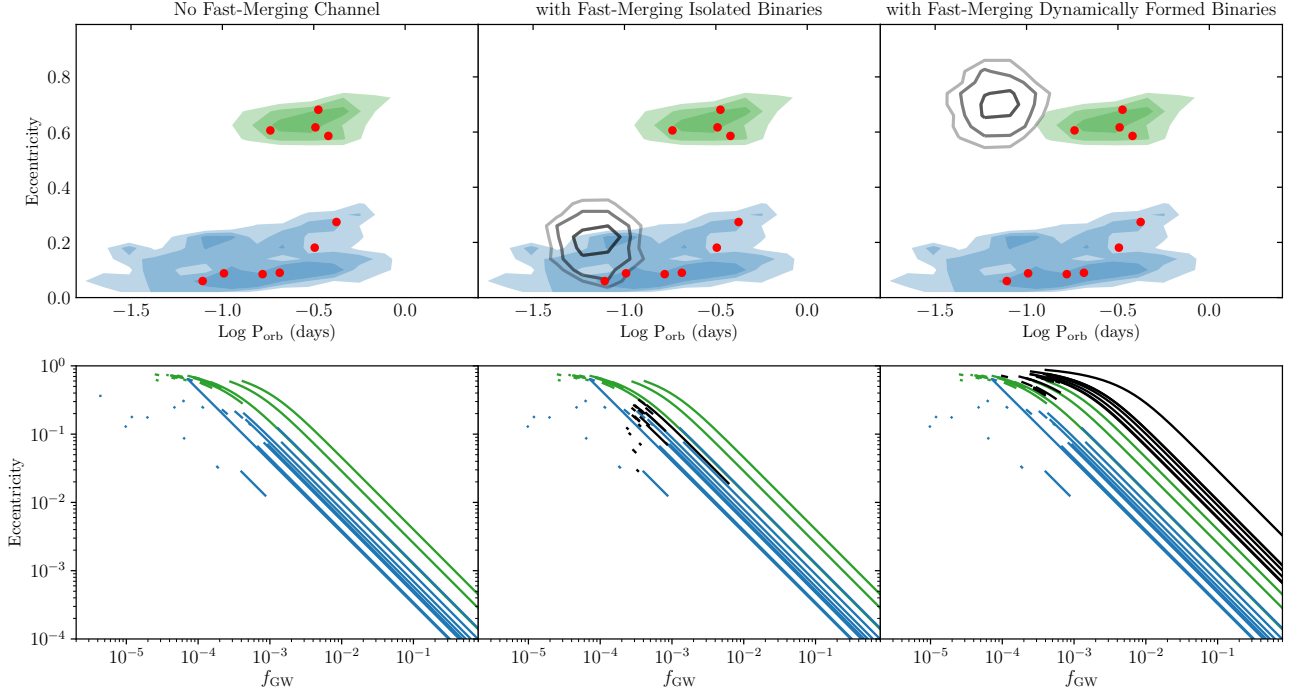 No Fast-Merging Channel
with Fast-Merging Isolated Binaries
with Fast-Merging Dynamically Formed Binaries
Eccentricity
0.8
0.6
0.4
0.2
0.0
−1.5 −1.0 −0.5 0.0
−1.5 −1.0 −0.5 0.0
−1.5 −1.0 −0.5 0.0
Log P_orb (days)
Log P_orb (days)
Log P_orb (days)
Eccentricity
10^0
10^−1
10^−2
10^−3
10^−4
10^−5 10^−4 10^−3 10^−2 10^−1
10^−5 10^−4 10^−3 10^−2 10^−1
10^−5 10^−4 10^−3 10^−2 10^−1
f_GW
f_GW
f_GW